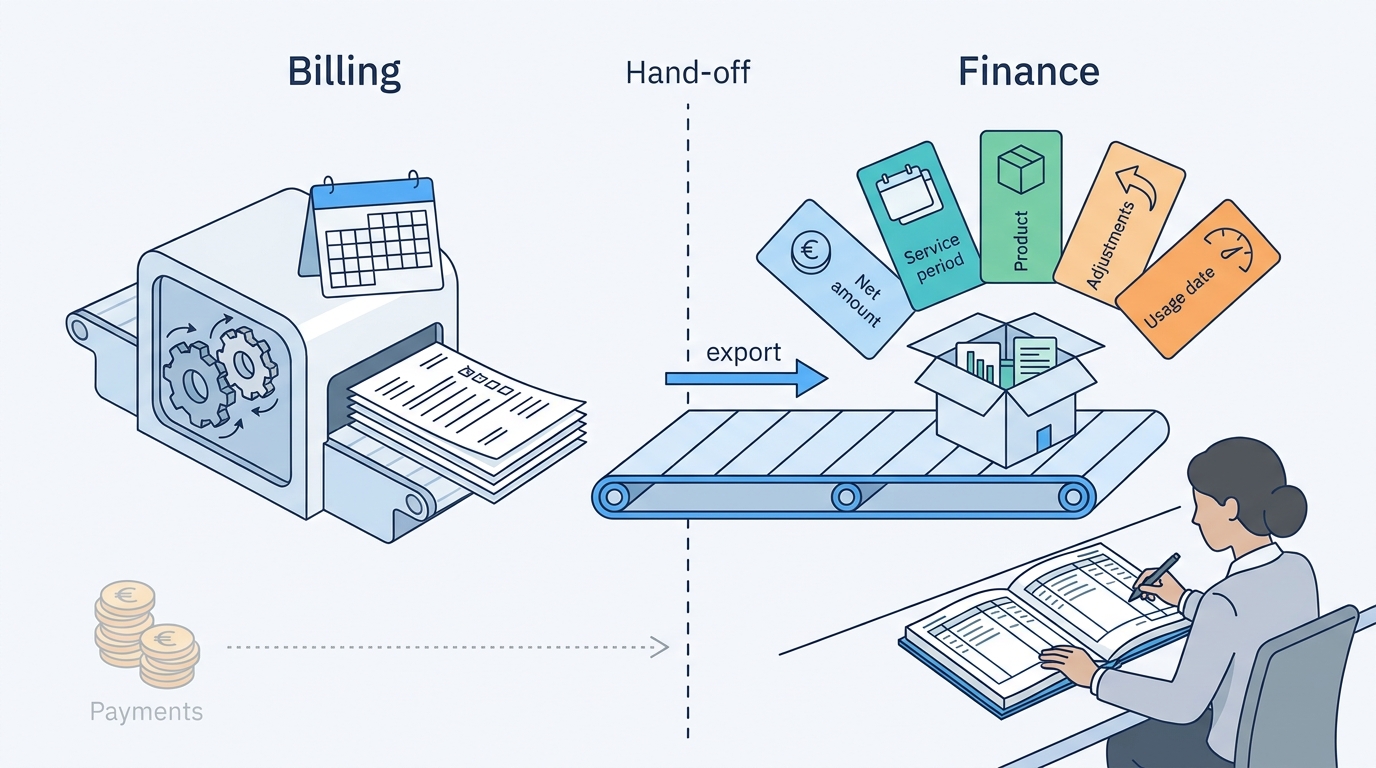 Billing
Hand-off
Finance
€
Net
amount
Service
period
Product
Adjustments
Usage date
export
€
€
Payments